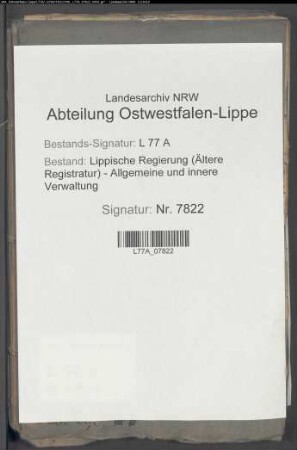 Landesarchiv NRW
Abteilung Ostwestfalen-Lippe
Bestands-Signatur: L 77 A
Bestand: Lippische Regierung (Ältere
Registratur) - Allgemeine und innere
Verwaltung
Signatur: Nr. 7822
L77A_07822